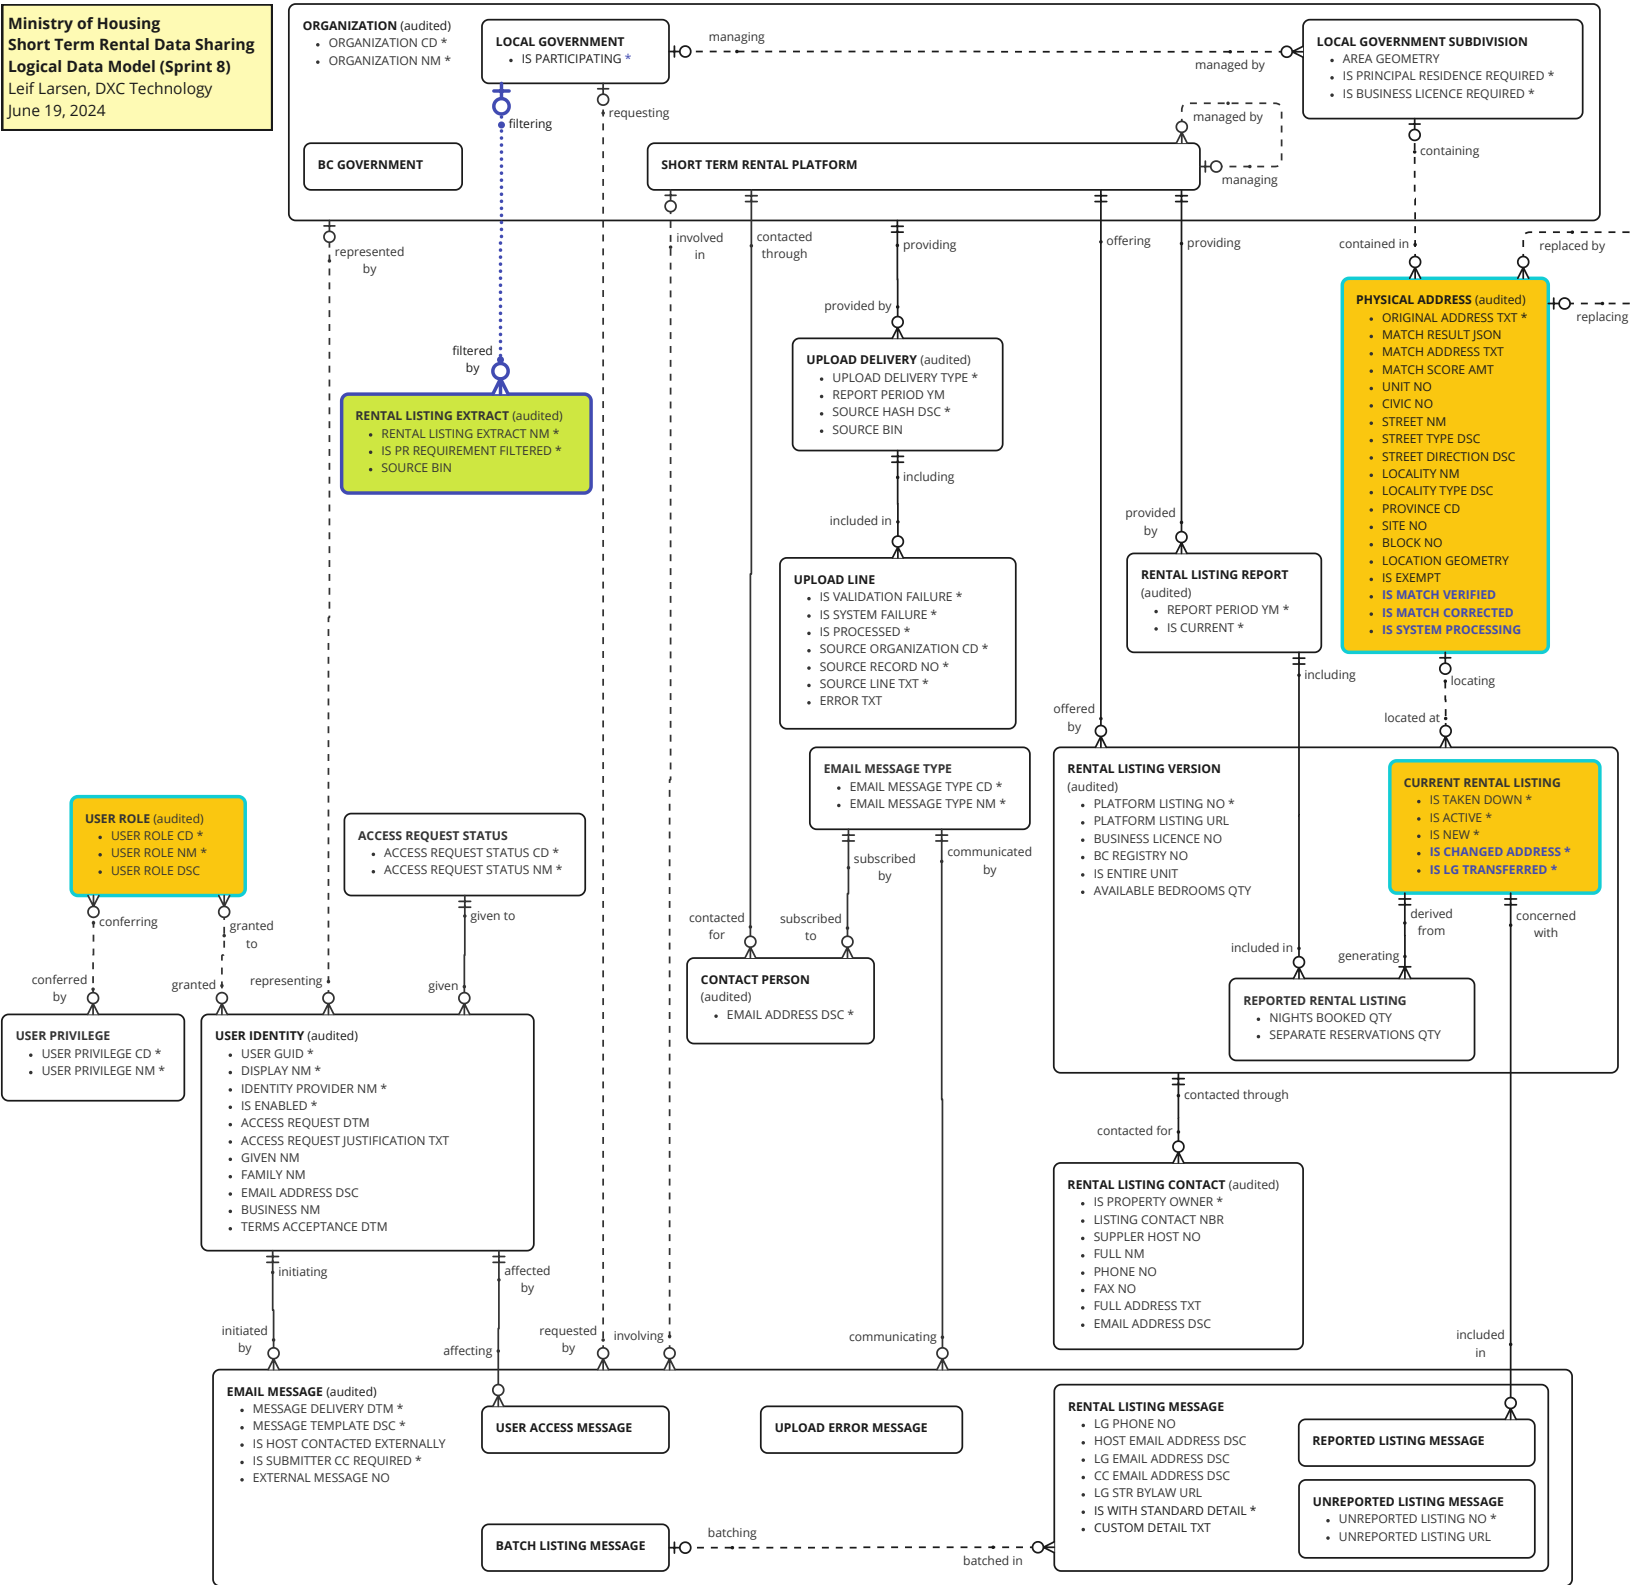 Ministry of Housing
Short Term Rental Data Sharing
Logical Data Model (Sprint 8)
Leif Larsen, DXC Technology
June 19, 2024
ORGANIZATION (audited)
• ORGANIZATION CD *
• ORGANIZATION NM *
LOCAL GOVERNMENT
• IS PARTICIPATING *
managing
managed by
LOCAL GOVERNMENT SUBDIVISION
• AREA GEOMETRY
• IS PRINCIPAL RESIDENCE REQUIRED *
• IS BUSINESS LICENCE REQUIRED *
filtering
requesting
managed by
managing
containing
BC GOVERNMENT
SHORT TERM RENTAL PLATFORM
represented
by
involved
in
contacted
through
providing
offering
providing
contained in
replaced by
replacing
provided by
filtered
by
RENTAL LISTING EXTRACT (audited)
• RENTAL LISTING EXTRACT NM *
• IS PR REQUIREMENT FILTERED *
• SOURCE BIN
UPLOAD DELIVERY (audited)
• UPLOAD DELIVERY TYPE *
• REPORT PERIOD YM
• SOURCE HASH DSC *
• SOURCE BIN
including
included in
PHYSICAL ADDRESS (audited)
• ORIGINAL ADDRESS TXT *
• MATCH RESULT JSON
• MATCH ADDRESS TXT
• MATCH SCORE AMT
• UNIT NO
• CIVIC NO
• STREET NM
• STREET TYPE DSC
• STREET DIRECTION DSC
• LOCALITY NM
• LOCALITY TYPE DSC
• PROVINCE CD
• SITE NO
• BLOCK NO
• LOCATION GEOMETRY
• IS EXEMPT
• IS MATCH VERIFIED
• IS MATCH CORRECTED
• IS SYSTEM PROCESSING
provided
by
UPLOAD LINE
• IS VALIDATION FAILURE *
• IS SYSTEM FAILURE *
• IS PROCESSED *
• SOURCE ORGANIZATION CD *
• SOURCE RECORD NO *
• SOURCE LINE TXT *
• ERROR TXT
RENTAL LISTING REPORT
(audited)
• REPORT PERIOD YM *
• IS CURRENT *
including
locating
located at
offered
by
EMAIL MESSAGE TYPE
• EMAIL MESSAGE TYPE CD *
• EMAIL MESSAGE TYPE NM *
RENTAL LISTING VERSION
(audited)
• PLATFORM LISTING NO *
• PLATFORM LISTING URL
• BUSINESS LICENCE NO
• BC REGISTRY NO
• IS ENTIRE UNIT
• AVAILABLE BEDROOMS QTY
CURRENT RENTAL LISTING
• IS TAKEN DOWN *
• IS ACTIVE *
• IS NEW *
• IS CHANGED ADDRESS *
• IS LG TRANSFERRED *
USER ROLE (audited)
• USER ROLE CD *
• USER ROLE NM *
• USER ROLE DSC
ACCESS REQUEST STATUS
• ACCESS REQUEST STATUS CD *
• ACCESS REQUEST STATUS NM *
subscribed
by
communicated
by
conferring
granted
to
given to
contacted
for
subscribed
to
derived
from
concerned
with
included in
generating
conferred
by
granted
representing
given
CONTACT PERSON
(audited)
• EMAIL ADDRESS DSC *
REPORTED RENTAL LISTING
• NIGHTS BOOKED QTY
• SEPARATE RESERVATIONS QTY
USER PRIVILEGE
• USER PRIVILEGE CD *
• USER PRIVILEGE NM *
USER IDENTITY (audited)
• USER GUID *
• DISPLAY NM *
• IDENTITY PROVIDER NM *
• IS ENABLED *
• ACCESS REQUEST DTM
• ACCESS REQUEST JUSTIFICATION TXT
• GIVEN NM
• FAMILY NM
• EMAIL ADDRESS DSC
• BUSINESS NM
• TERMS ACCEPTANCE DTM
contacted through
contacted for
RENTAL LISTING CONTACT (audited)
• IS PROPERTY OWNER *
• LISTING CONTACT NBR
• SUPPLER HOST NO
• FULL NM
• PHONE NO
• FAX NO
• FULL ADDRESS TXT
• EMAIL ADDRESS DSC
initiating
affected
by
initiated
by
affecting
requested
by
involving
communicating
included
in
EMAIL MESSAGE (audited)
• MESSAGE DELIVERY DTM *
• MESSAGE TEMPLATE DSC *
• IS HOST CONTACTED EXTERNALLY
• IS SUBMITTER CC REQUIRED *
• EXTERNAL MESSAGE NO
USER ACCESS MESSAGE
UPLOAD ERROR MESSAGE
RENTAL LISTING MESSAGE
• LG PHONE NO
• HOST EMAIL ADDRESS DSC
• LG EMAIL ADDRESS DSC
• CC EMAIL ADDRESS DSC
• LG STR BYLAW URL
• IS WITH STANDARD DETAIL *
• CUSTOM DETAIL TXT
REPORTED LISTING MESSAGE
UNREPORTED LISTING MESSAGE
• UNREPORTED LISTING NO *
• UNREPORTED LISTING URL
BATCH LISTING MESSAGE
batching
batched in